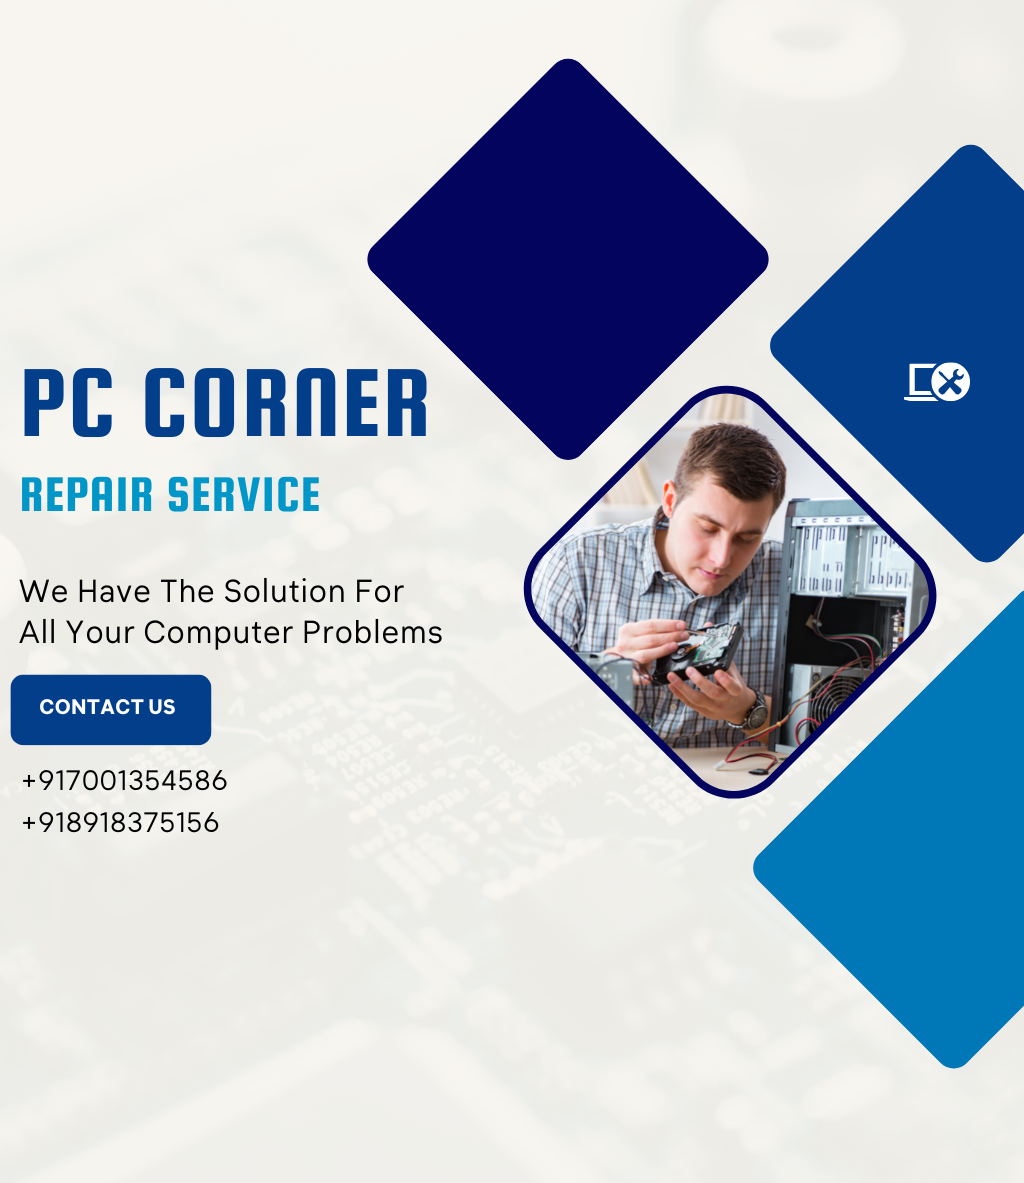 PC CORNER
REPAIR SERVICE
We Have The Solution For
All Your Computer Problems
CONTACT US
+917001354586
+918918375156